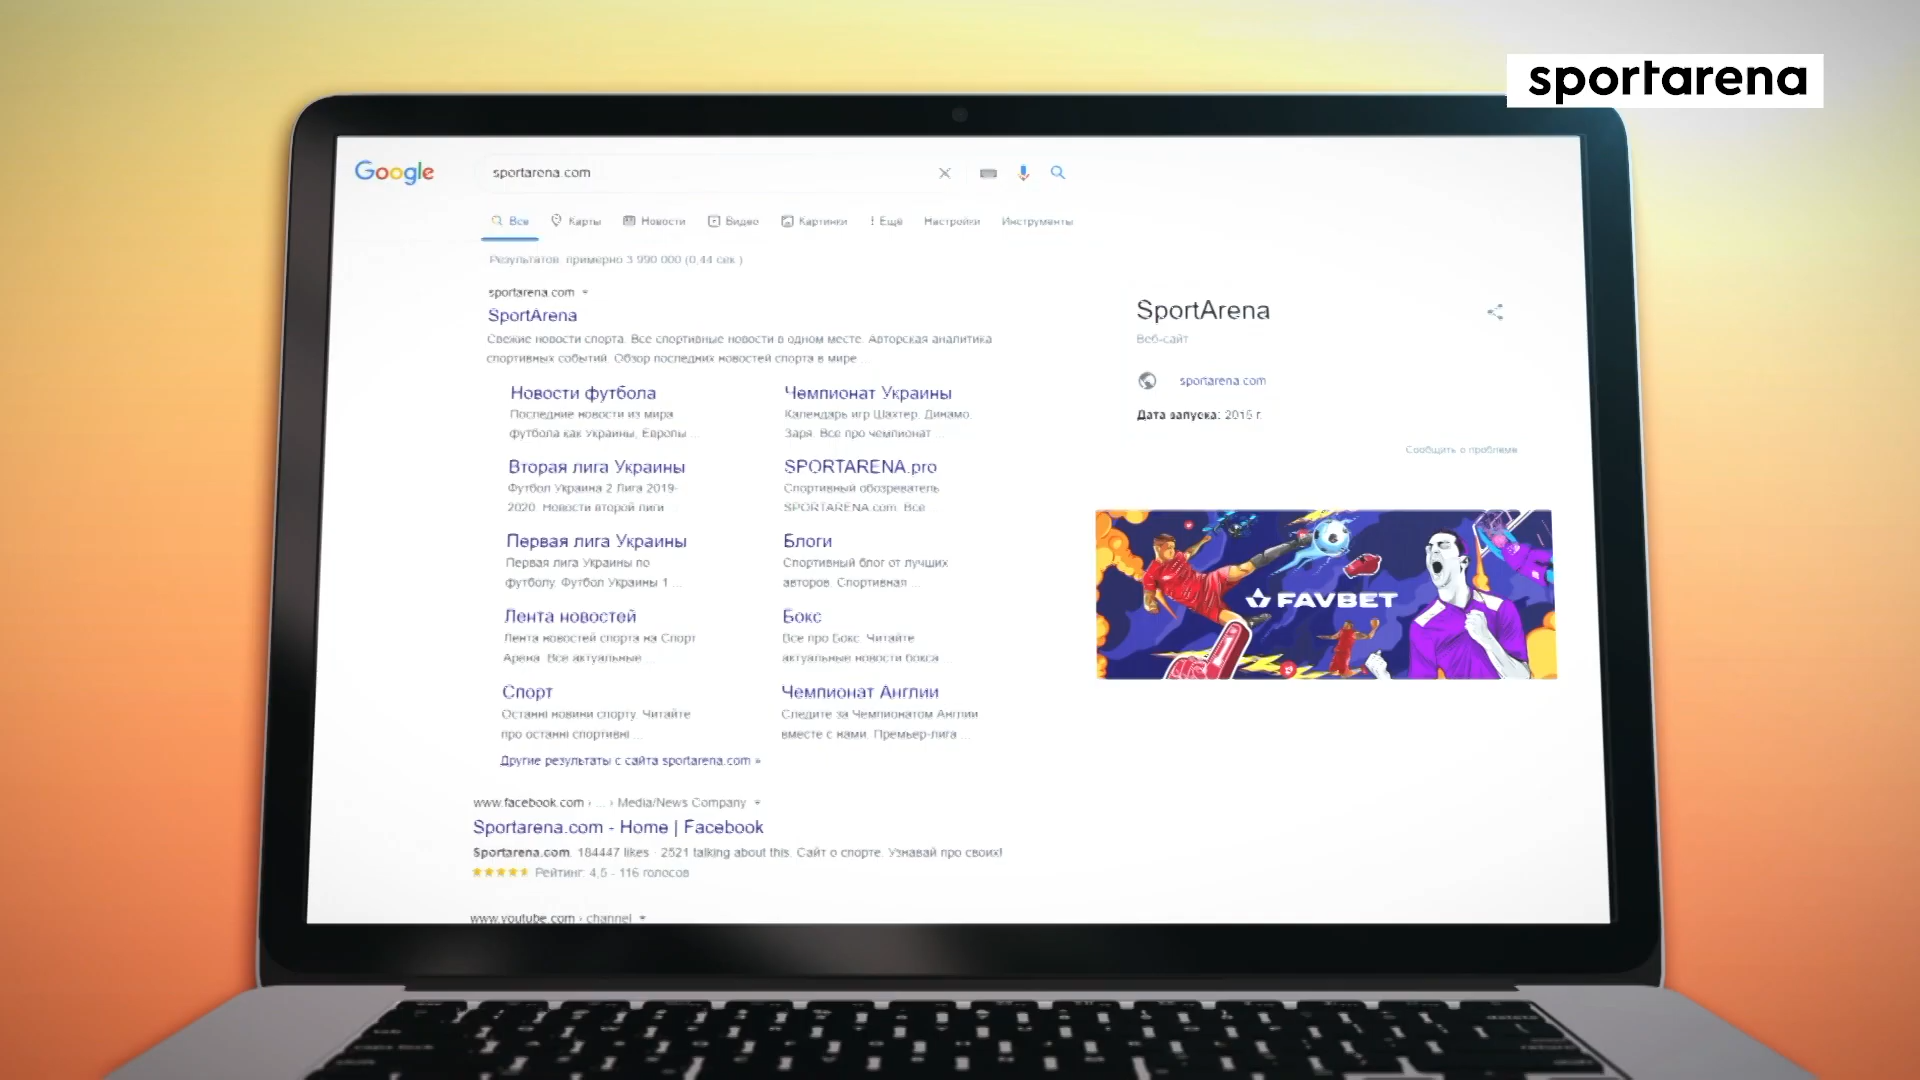 sportarena
Google
sportarena.com
Все Карты Новости Видео Картинки Ещё Настройки Инструменты
Результатов: примерно 3 990 000 (0,44 сек.)
sportarena.com
SportArena
Свежие новости спорта. Все спортивные новости в одном месте. Авторская аналитика
спортивных событий. Обзор последних новостей спорта в мире ...
Новости футбола
Последние новости из мира
футбола как Украины, Европы ...
Чемпионат Украины
Календарь игр Шахтер, Динамо,
Заря. Все про чемпионат ...
Вторая лига Украины
Футбол Украина 2 Лига 2019-
2020. Новости второй лиги ...
SPORTARENA.pro
Спортивный обозреватель
SPORTARENA.com. Все ...
Первая лига Украины
Первая лига Украины по
футболу. Футбол Украины 1 ...
Блоги
Спортивный блог от лучших
авторов. Спортивная ...
Лента новостей
Лента новостей спорта на Спорт
Арена. Все актуальные ...
Бокс
Все про Бокс. Читайте
актуальные новости бокса ...
Спорт
Останні новини спорту. Читайте
про останні спортивні ...
Чемпионат Англии
Следите за Чемпионатом Англии
вместе с нами. Премьер-лига ...
Другие результаты с сайта sportarena.com »
www.facebook.com › ... › Media/News Company
Sportarena.com - Home | Facebook
Sportarena.com. 184447 likes · 2521 talking about this. Сайт о спорте. Узнавай про своих!
Рейтинг: 4,5 - 116 голосов
www.youtube.com › channel
SportArena
Веб-сайт
sportarena.com
Дата запуска: 2015 г.
Сообщить о проблеме
FAVBET